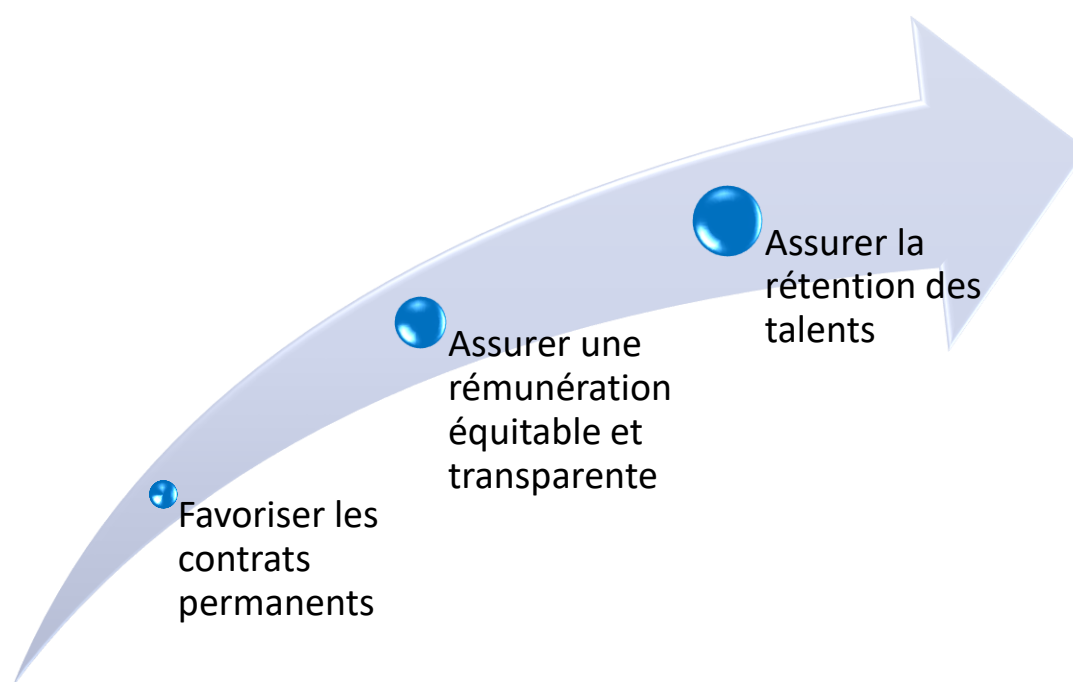 Favoriser les
contrats
permanents
Assurer une
rémunération
équitable et
transparente
Assurer la
rétention des
talents